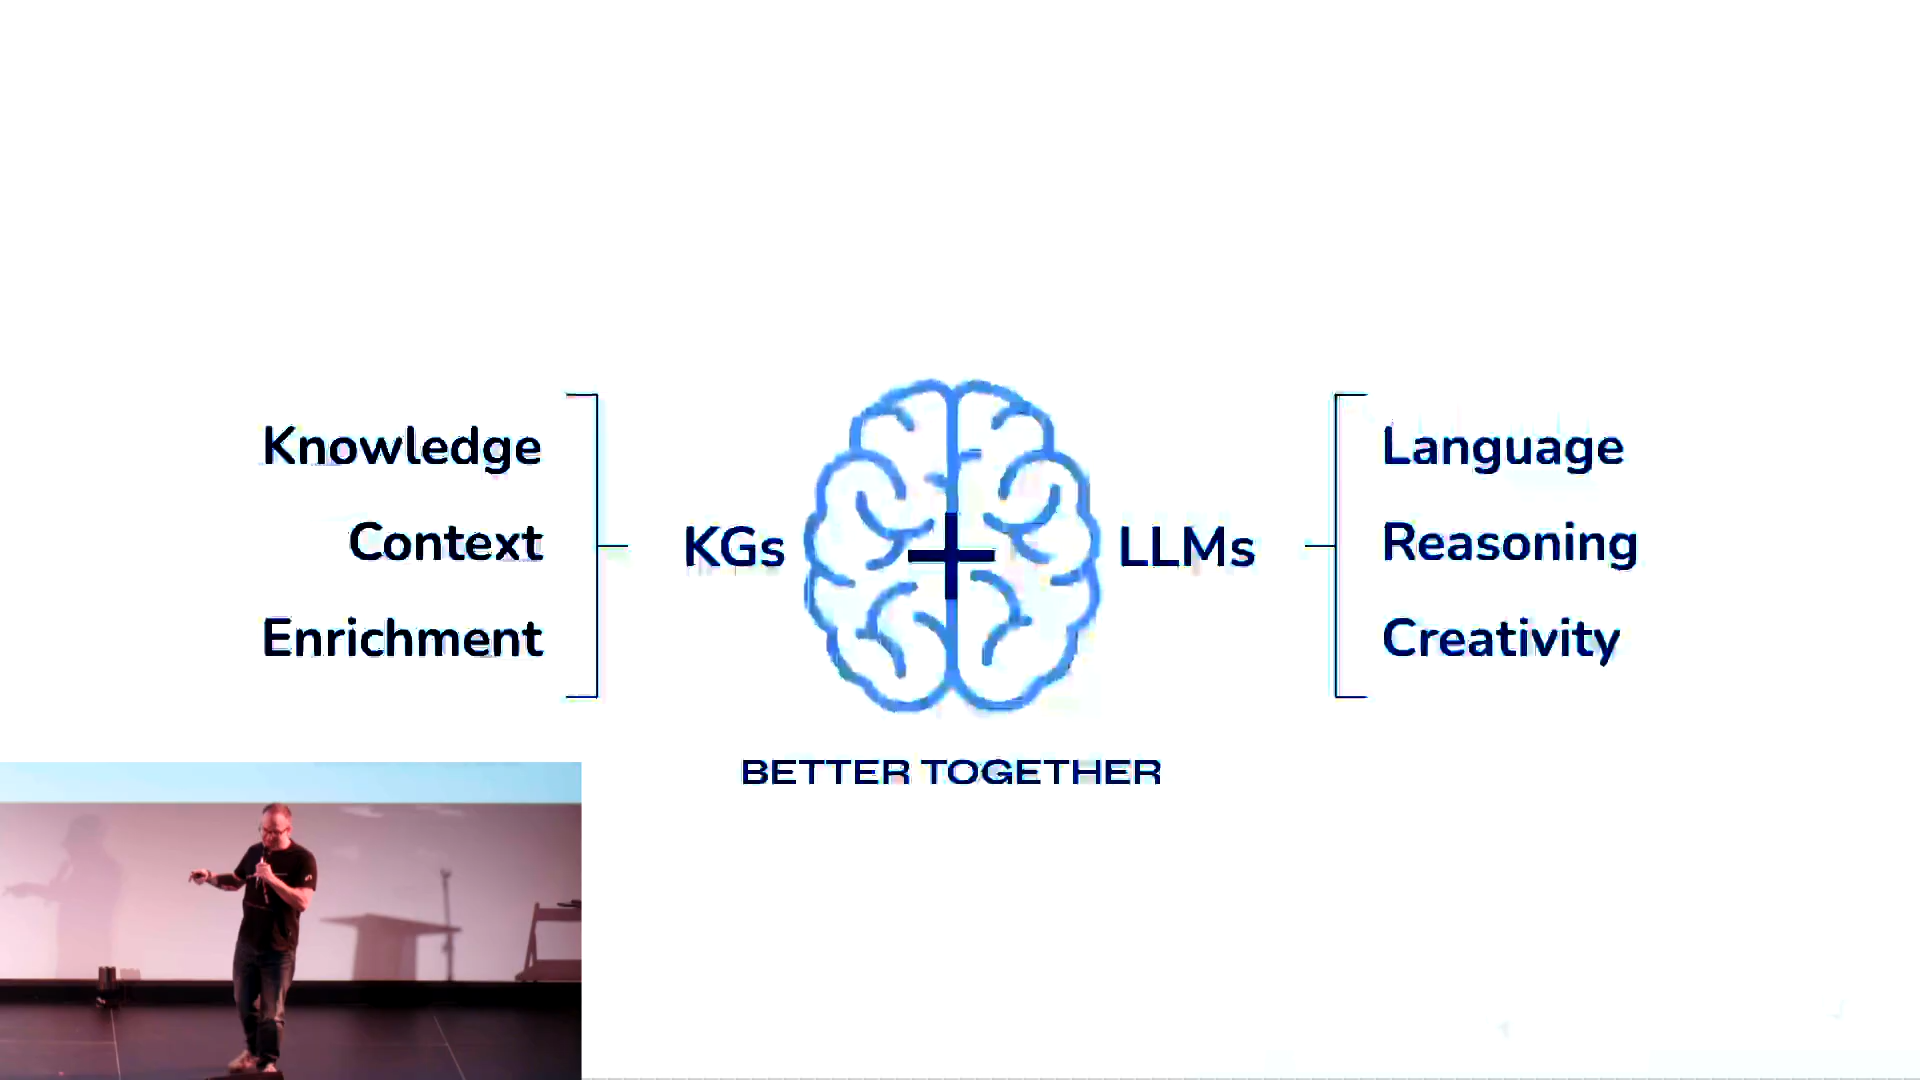 Knowledge
Context
Enrichment
KGs
LLMs
Language
Reasoning
Creativity
BETTER TOGETHER